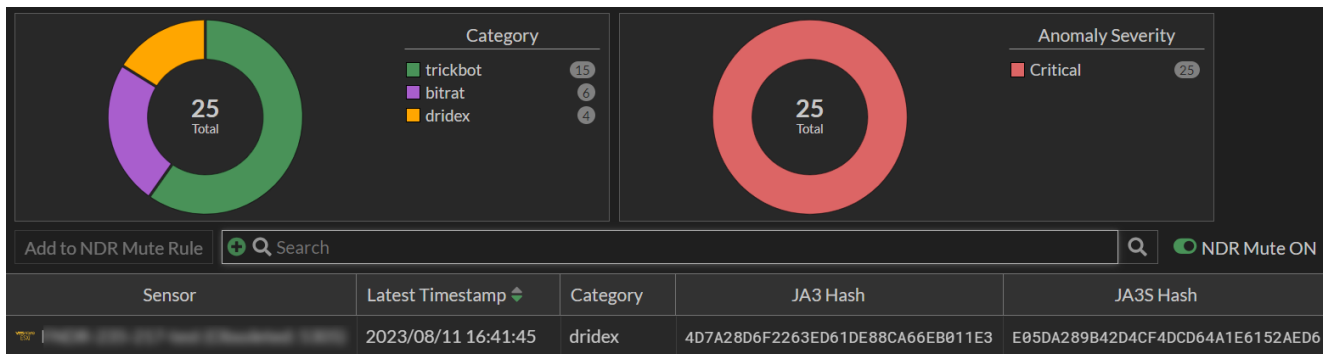 Category
25
Total
trickbot 15
bitrat 6
dridex 4
Anomaly Severity
25
Total
Critical 25
Add to NDR Mute Rule
Search
NDR Mute ON
Sensor Latest Timestamp Category JA3 Hash JA3S Hash
2023/08/11 16:41:45 dridex 4D7A28D6F2263ED61DE88CA66EB011E3 E05DA289B42D4CF4DCD64A1E6152AED6